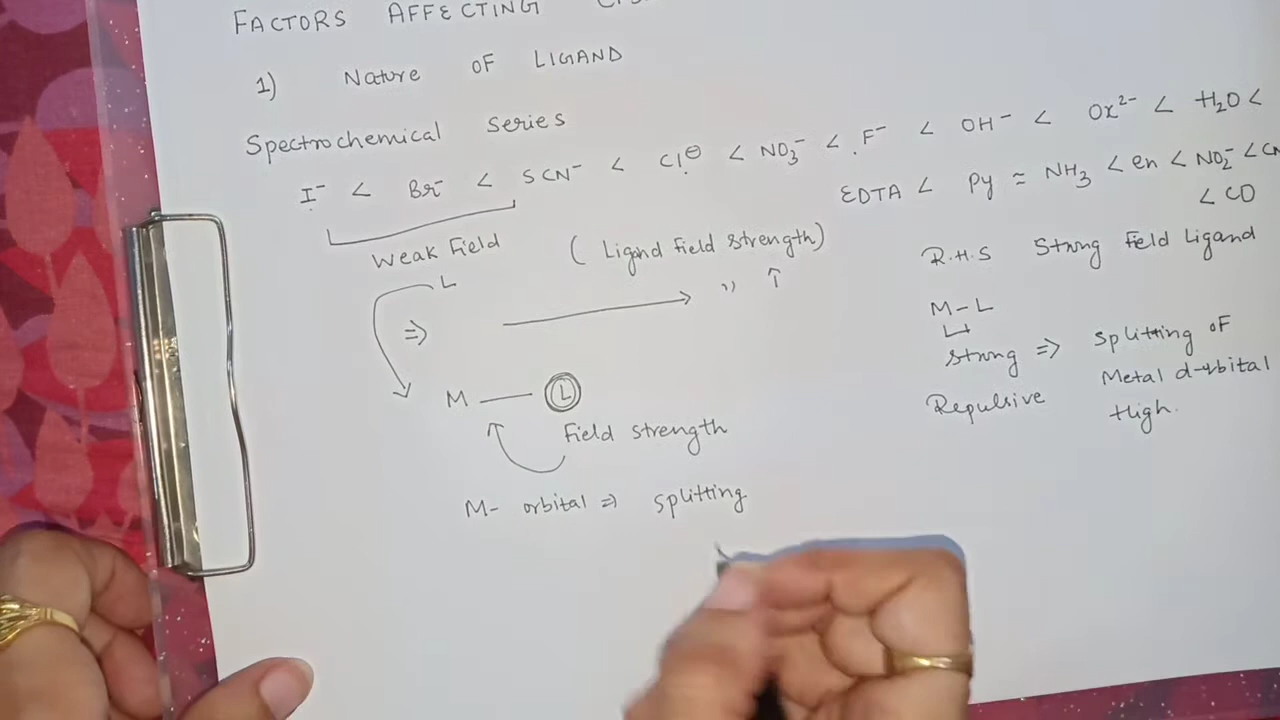 FACTORS AFFECTING
1) Nature OF LIGAND
Spectrochemical Series
I⁻ < Br⁻ < SCN⁻ < Cl⊖ < NO₃⁻ < F⁻ < OH⁻ < Ox²⁻ < H₂O <
EDTA < Py ≈ NH₃ < en < NO₂⁻ < CN
< CO
weak field
L
(Ligand field strength)
⇒ ⟶ ,, ↑
M — L
field strength
M- orbital ⇒ splitting
R.H.S Strong field Ligand
M-L
strong ⇒ splitting of
Repulsive Metal d-orbital
High.